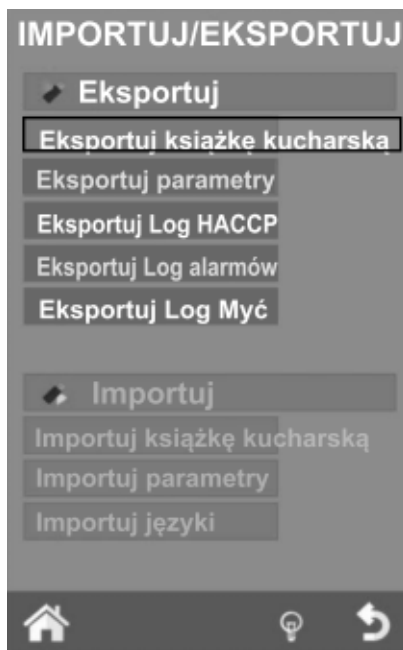 IMPORTUJ/EKSPORTUJ
Eksportuj
Eksportuj książkę kucharską
Eksportuj parametry
Eksportuj Log HACCP
Eksportuj Log alarmów
Eksportuj Log Myć
Importuj
Importuj książkę kucharską
Importuj parametry
Importuj języki